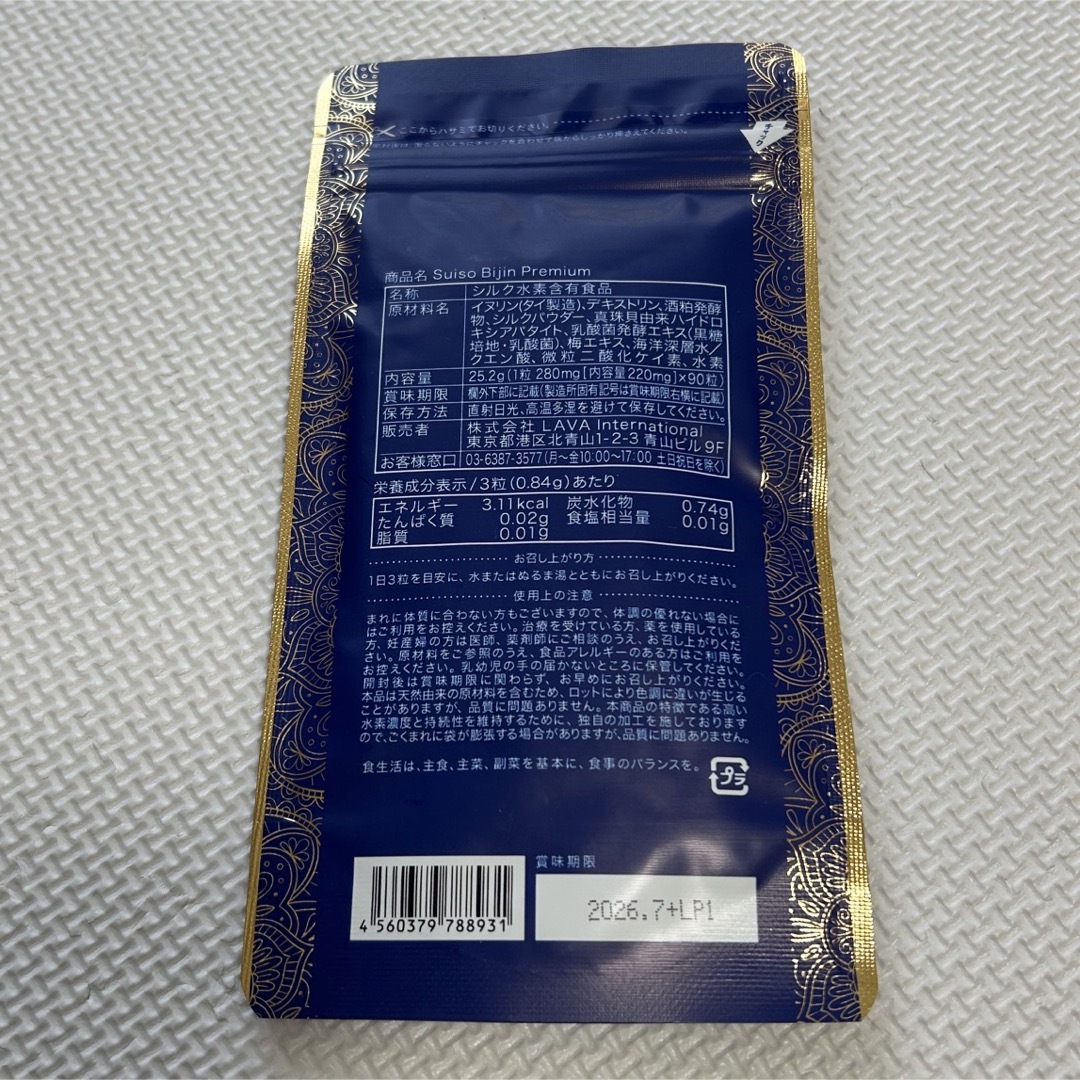 ここからハサミでお切りください。
商品名 Suiso Bijin Premium
名称 シルク水素含有食品
原材料名 イヌリン(タイ製造)、デキストリン、酒粕発酵
物、シルクパウダー、真珠貝由来ハイドロ
キシアパタイト、乳酸菌発酵エキス(黒糖
培地・乳酸菌)、梅エキス、海洋深層水／
クエン酸、微粒二酸化ケイ素、水素
内容量 25.2g(1粒 280mg[内容量220mg]×90粒)
賞味期限 欄外下部に記載(製造所固有記号は賞味期限右横に記載)
保存方法 直射日光、高温多湿を避けて保存してください。
販売者 株式会社 LAVA International
東京都港区北青山1-2-3 青山ビル 9F
お客様窓口 03-6387-3577(月～金10:00～17:00 土日祝日を除く)
栄養成分表示 / 3粒(0.84g)あたり
エネルギー 3.11kcal 炭水化物 0.74g
たんぱく質 0.02g 食塩相当量 0.01g
脂質 0.01g
お召し上がり方
1日3粒を目安に、水またはぬるま湯とともにお召し上がりください。
使用上の注意
まれに体質に合わない方もございますので、体調の優れない場合に
はご利用をお控えください。治療を受けている方、薬を使用している
方、妊産婦の方は医師、薬剤師にご相談のうえ、お召し上がりくださ
い。原材料をご参照のうえ、食品アレルギーのある方はご利用を
お控えください。乳幼児の手の届かないところに保管してください。
開封後は賞味期限に関わらず、お早めにお召し上がりください。
本品は天然由来の原材料を含むため、ロットにより色調に違いが生じる
ことがありますが、品質に問題ありません。本商品の特徴である高い
水素濃度と持続性を維持するために、独自の加工を施しております
ので、ごくまれに袋が膨張する場合がありますが、品質に問題ありません。
食生活は、主食、主菜、副菜を基本に、食事のバランスを。
プラ
賞味期限
2026.7+LP1
4 560379 788931